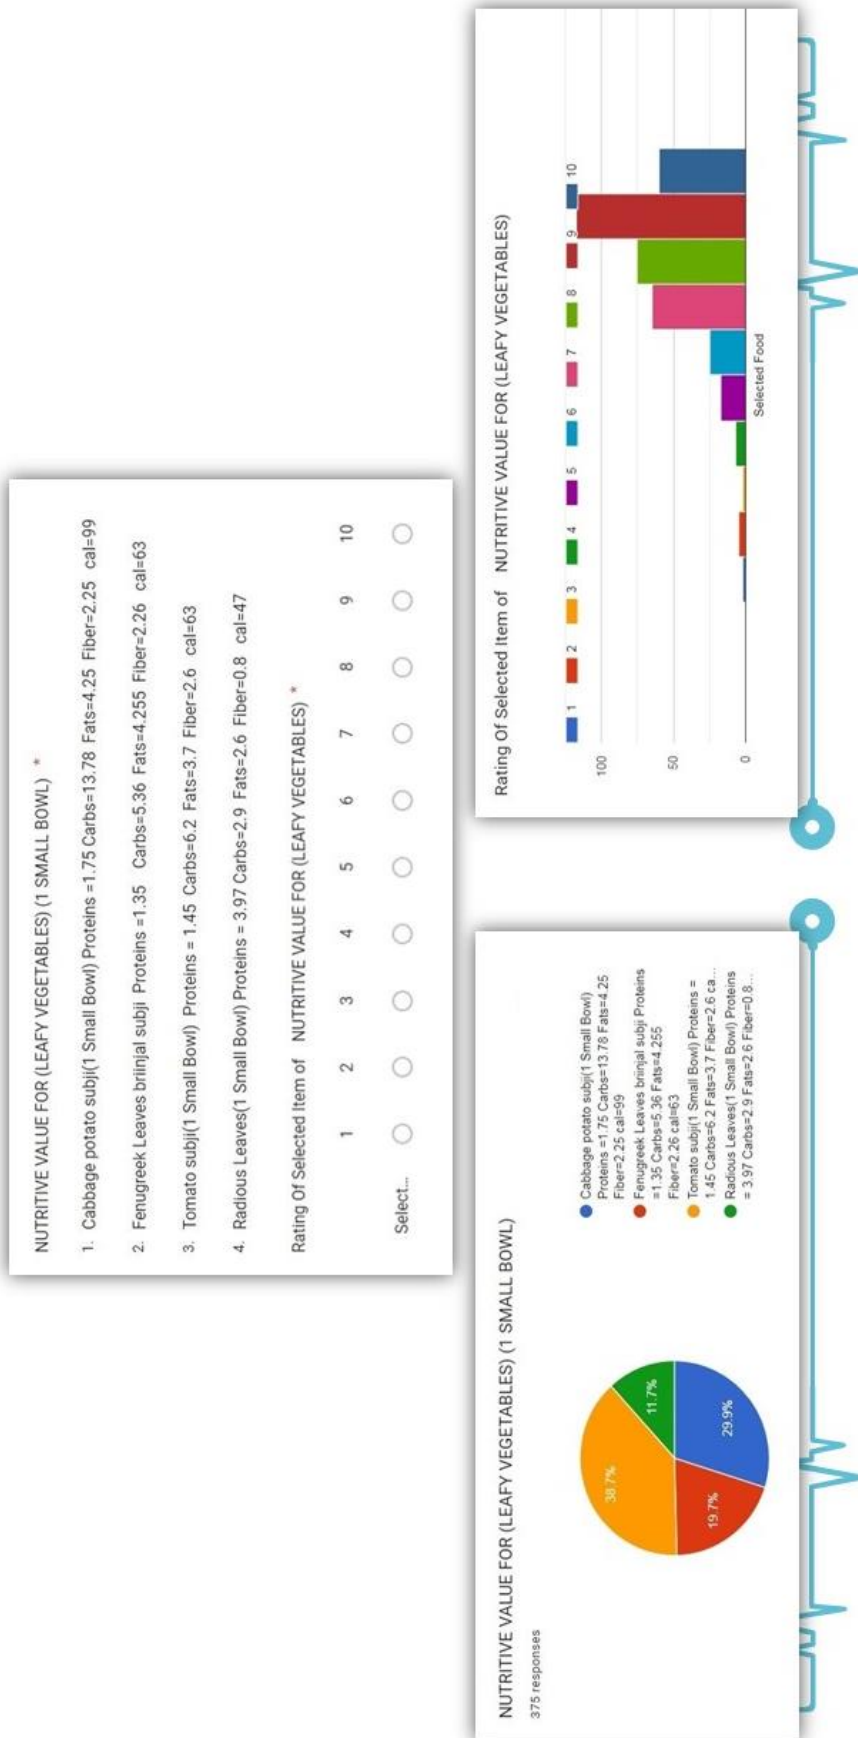 NUTRITIVE VALUE FOR (LEAFY VEGETABLES) (1 SMALL BOWL) *
1. Cabbage potato subji(1 Small Bowl) Proteins =1.75 Carbs=13.78 Fats=4.25 Fiber=2.25 cal=99
2. Fenugreek Leaves briinjal subji Proteins =1.35 Carbs=5.36 Fats=4.255 Fiber=2.26 cal=63
3. Tomato subji(1 Small Bowl) Proteins = 1.45 Carbs=6.2 Fats=3.7 Fiber=2.6 cal=63
4. Radious Leaves(1 Small Bowl) Proteins = 3.97 Carbs=2.9 Fats=2.6 Fiber=0.8 cal=47
Rating Of Selected Item of NUTRITIVE VALUE FOR (LEAFY VEGETABLES) *
1 2 3 4 5 6 7 8 9 10
Select...
NUTRITIVE VALUE FOR (LEAFY VEGETABLES) (1 SMALL BOWL)
375 responses
38.7%
11.7%
19.7%
29.9%
Cabbage potato subji(1 Small Bowl)
Proteins =1.75 Carbs=13.78 Fats=4.25
Fiber=2.25 cal=99
Fenugreek Leaves briinjal subji Proteins
=1.35 Carbs=5.36 Fats=4.255
Fiber=2.26 cal=63
Tomato subji(1 Small Bowl) Proteins =
1.45 Carbs=6.2 Fats=3.7 Fiber=2.6 ca...
Radious Leaves(1 Small Bowl) Proteins
= 3.97 Carbs=2.9 Fats=2.6 Fiber=0.8...
Rating Of Selected Item of NUTRITIVE VALUE FOR (LEAFY VEGETABLES)
1 2 3 4 5 6 7 8 9 10
100
50
0
Selected Food